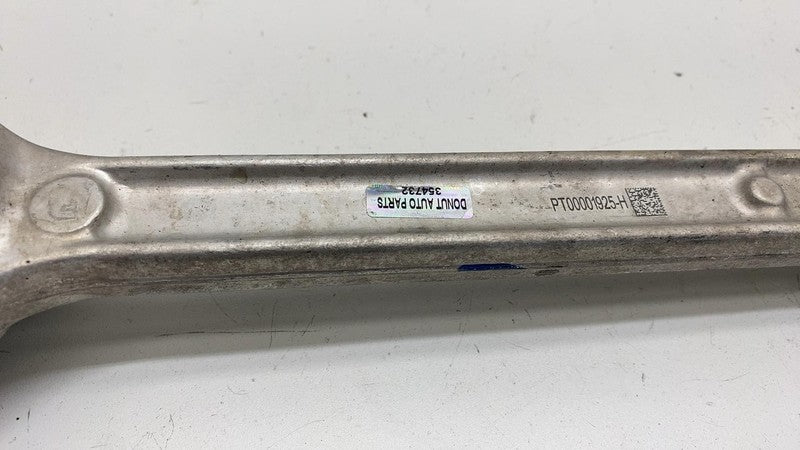 DONUT AUTO PARTS
354732
PT00001925-H